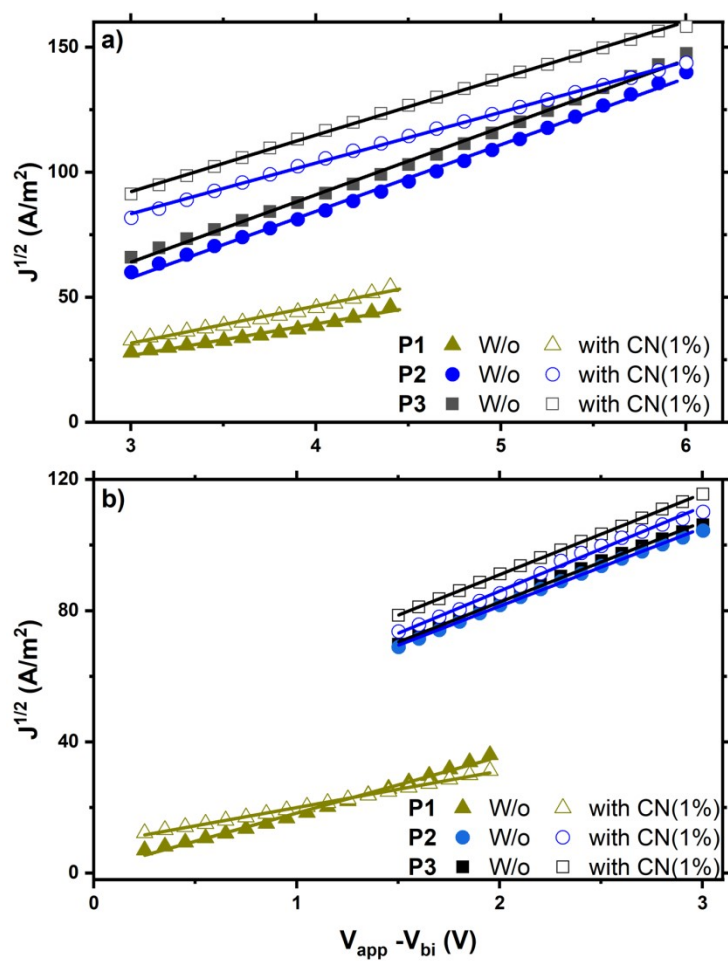 a)
150
100
50
0
J^1/2 (A/m²)
P1 W/o with CN(1%)
P2 W/o with CN(1%)
P3 W/o with CN(1%)
3 4 5 6
b)
120
80
40
0
J^1/2 (A/m²)
P1 W/o with CN(1%)
P2 W/o with CN(1%)
P3 W/o with CN(1%)
0 1 2 3
V_app -V_bi (V)